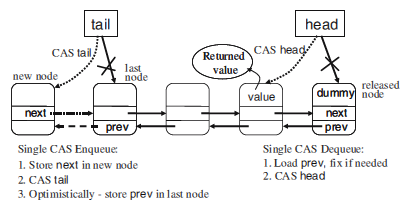 tail
head
CAS tail
CAS head
Returned
value
new node
last
node
released
node
value
dummy
next
next
prev
prev
Single CAS Enqueue:
1. Store next in new node
2. CAS tail
3. Optimistically - store prev in last node
Single CAS Dequeue:
1. Load prev, fix if needed
2. CAS head